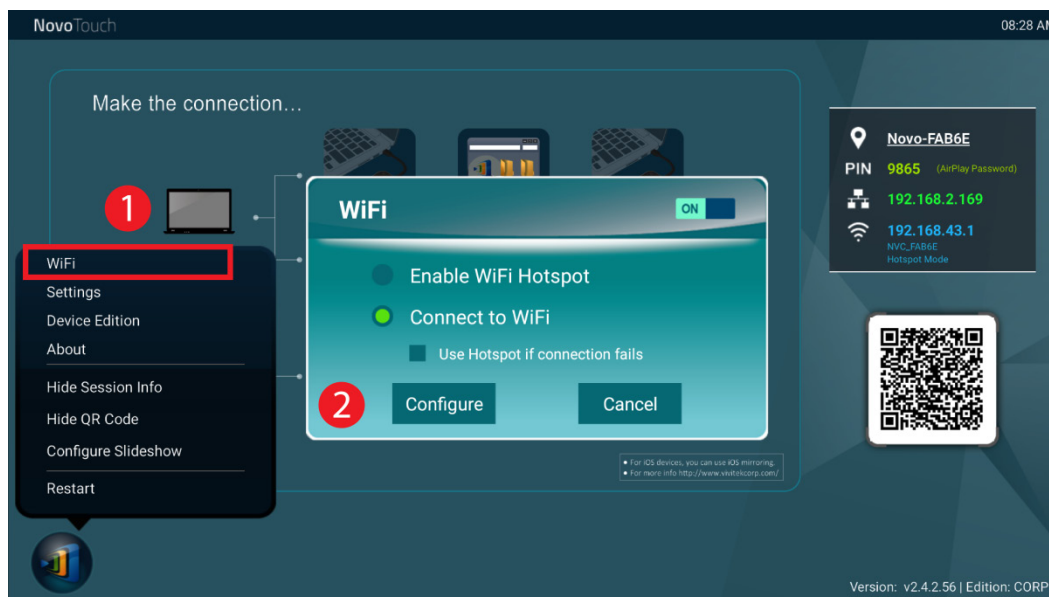 NovoTouch
08:28 AM
Make the connection...
1
WiFi
Settings
Device Edition
About
Hide Session Info
Hide QR Code
Configure Slideshow
Restart
WiFi
ON
Enable WiFi Hotspot
Connect to WiFi
Use Hotspot if connection fails
2
Configure
Cancel
• For iOS devices, you can use iOS mirroring.
• For more info http://www.vivitekcorp.com/
Novo-FAB6E
PIN 9865 (AirPlay Password)
192.168.2.169
192.168.43.1
NVC_FAB6E
Hotspot Mode
Version: v2.4.2.56 | Edition: CORP